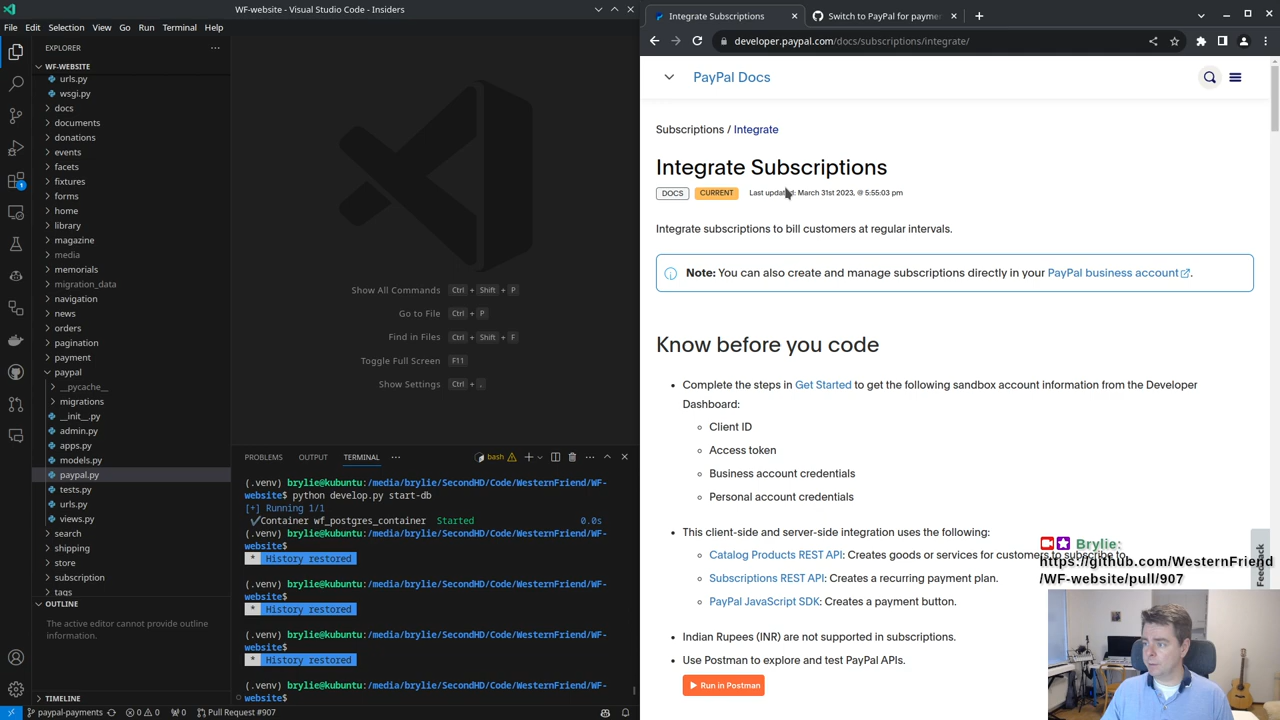 WF-website - Visual Studio Code - Insiders
File Edit Selection View Go Run Terminal Help
EXPLORER
WF-WEBSITE
urls.py
wsgi.py
docs
documents
donations
events
facets
fixtures
forms
home
library
magazine
media
memorials
migration_data
navigation
news
orders
pagination
payment
paypal
__pycache__
migrations
__init__.py
admin.py
apps.py
models.py
paypal.py
tests.py
urls.py
views.py
search
shipping
store
subscription
tags
OUTLINE
The active editor cannot provide outline
information.
TIMELINE
Show All Commands Ctrl + Shift + P
Go to File Ctrl + P
Find in Files Ctrl + Shift + F
Toggle Full Screen F11
Show Settings Ctrl + ,
PROBLEMS OUTPUT TERMINAL bash
(.venv) brylie@kubuntu:/media/brylie/SecondHD/Code/WesternFriend/WF-
website$ python develop.py start-db
[+] Running 1/1
✔Container wf_postgres_container Started 0.0s
(.venv) brylie@kubuntu:/media/brylie/SecondHD/Code/WesternFriend/WF-
website$
* History restored
(.venv) brylie@kubuntu:/media/brylie/SecondHD/Code/WesternFriend/WF-
website$
* History restored
(.venv) brylie@kubuntu:/media/brylie/SecondHD/Code/WesternFriend/WF-
website$
* History restored
(.venv) brylie@kubuntu:/media/brylie/SecondHD/Code/WesternFriend/WF-
website$
paypal-payments 0 0 0 Pull Request #907
Integrate Subscriptions
Switch to PayPal for payme
developer.paypal.com/docs/subscriptions/integrate/
PayPal Docs
Subscriptions / Integrate
Integrate Subscriptions
DOCS CURRENT Last updated: March 31st 2023, @ 5:55:03 pm
Integrate subscriptions to bill customers at regular intervals.
Note: You can also create and manage subscriptions directly in your PayPal business account.
Know before you code
Complete the steps in Get Started to get the following sandbox account information from the Developer
Dashboard:
Client ID
Access token
Business account credentials
Personal account credentials
This client-side and server-side integration uses the following:
Catalog Products REST API: Creates goods or services for customers to subscribe to.
Subscriptions REST API: Creates a recurring payment plan.
PayPal JavaScript SDK: Creates a payment button.
Indian Rupees (INR) are not supported in subscriptions.
Use Postman to explore and test PayPal APIs.
Run in Postman
Feedback
Brylie:
https://github.com/WesternFriend
/WF-website/pull/907